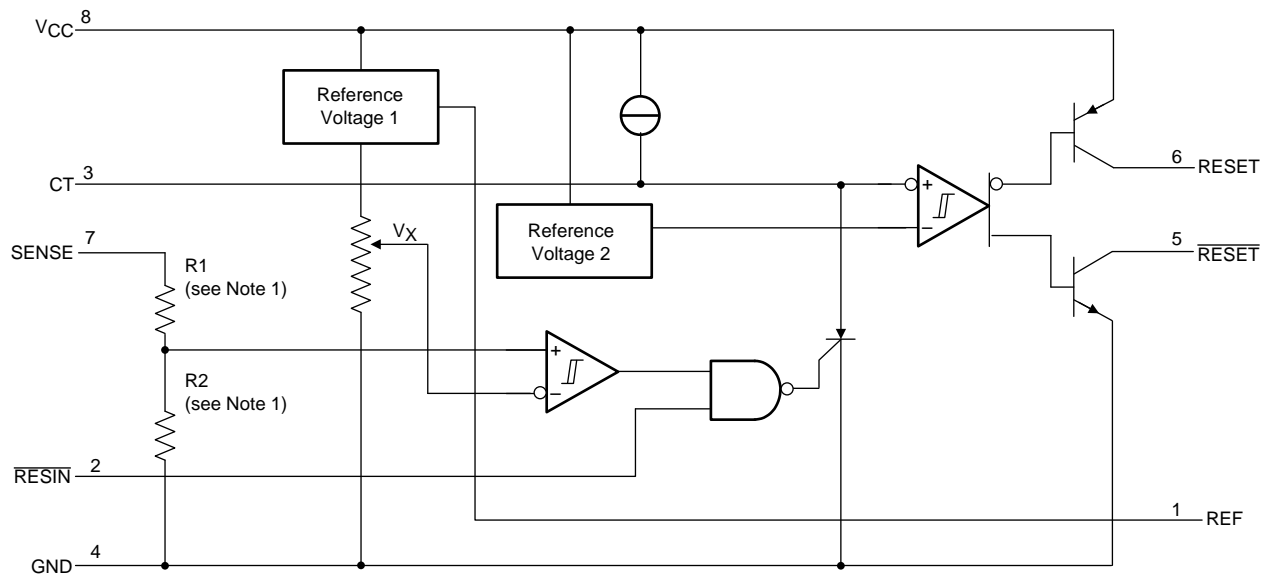 VCC 8
Reference
Voltage 1
CT 3
6 RESET
+
−
VX
Reference
Voltage 2
SENSE 7
5 RESET
R1
(see Note 1)
+
−
R2
(see Note 1)
RESIN 2
1 REF
GND 4